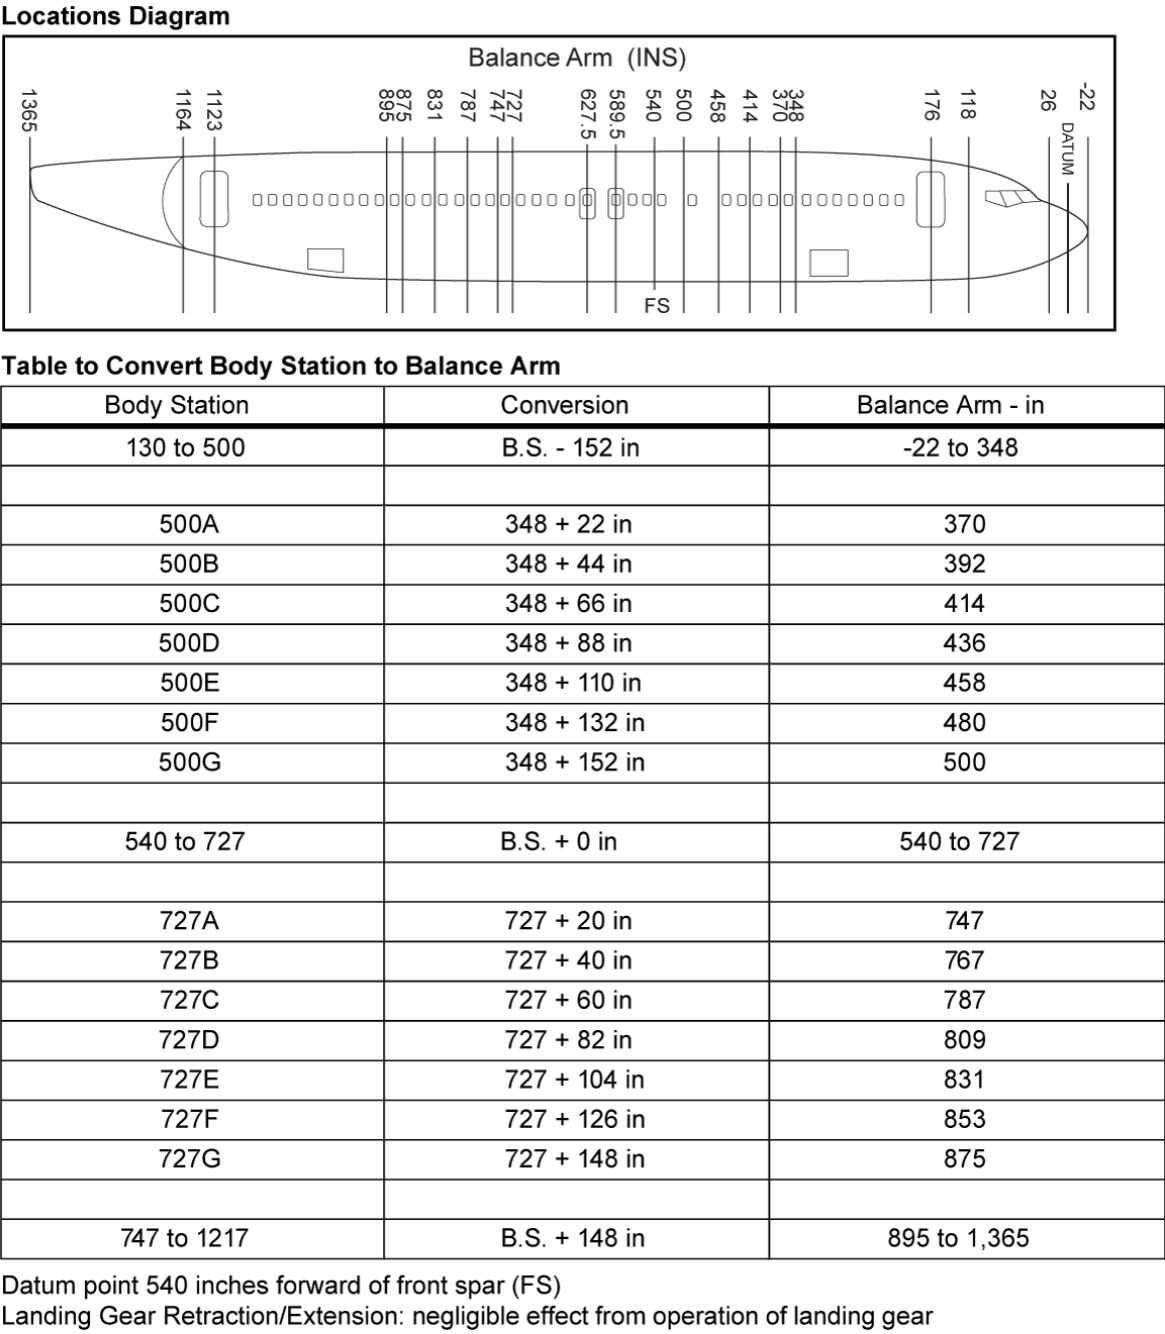 Locations Diagram
Balance Arm (INS)
1365 1164 1123 895 875 831 787 747 727 627.5 589.5 540 500 458 414 370 348 176 118 26 DATUM -22
FS
Table to Convert Body Station to Balance Arm
Body Station Conversion Balance Arm - in
130 to 500 B.S. - 152 in -22 to 348
500A 348 + 22 in 370
500B 348 + 44 in 392
500C 348 + 66 in 414
500D 348 + 88 in 436
500E 348 + 110 in 458
500F 348 + 132 in 480
500G 348 + 152 in 500
540 to 727 B.S. + 0 in 540 to 727
727A 727 + 20 in 747
727B 727 + 40 in 767
727C 727 + 60 in 787
727D 727 + 82 in 809
727E 727 + 104 in 831
727F 727 + 126 in 853
727G 727 + 148 in 875
747 to 1217 B.S. + 148 in 895 to 1,365
Datum point 540 inches forward of front spar (FS)
Landing Gear Retraction/Extension: negligible effect from operation of landing gear